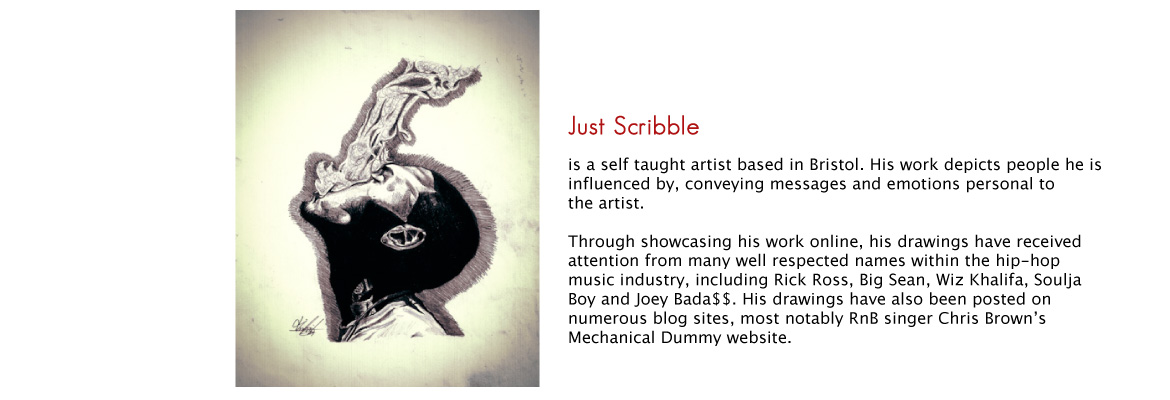 Just Scribble
is a self taught artist based in Bristol. His work depicts people he is
influenced by, conveying messages and emotions personal to
the artist.
Through showcasing his work online, his drawings have received
attention from many well respected names within the hip-hop
music industry, including Rick Ross, Big Sean, Wiz Khalifa, Soulja
Boy and Joey Bada$$. His drawings have also been posted on
numerous blog sites, most notably RnB singer Chris Brown's
Mechanical Dummy website.